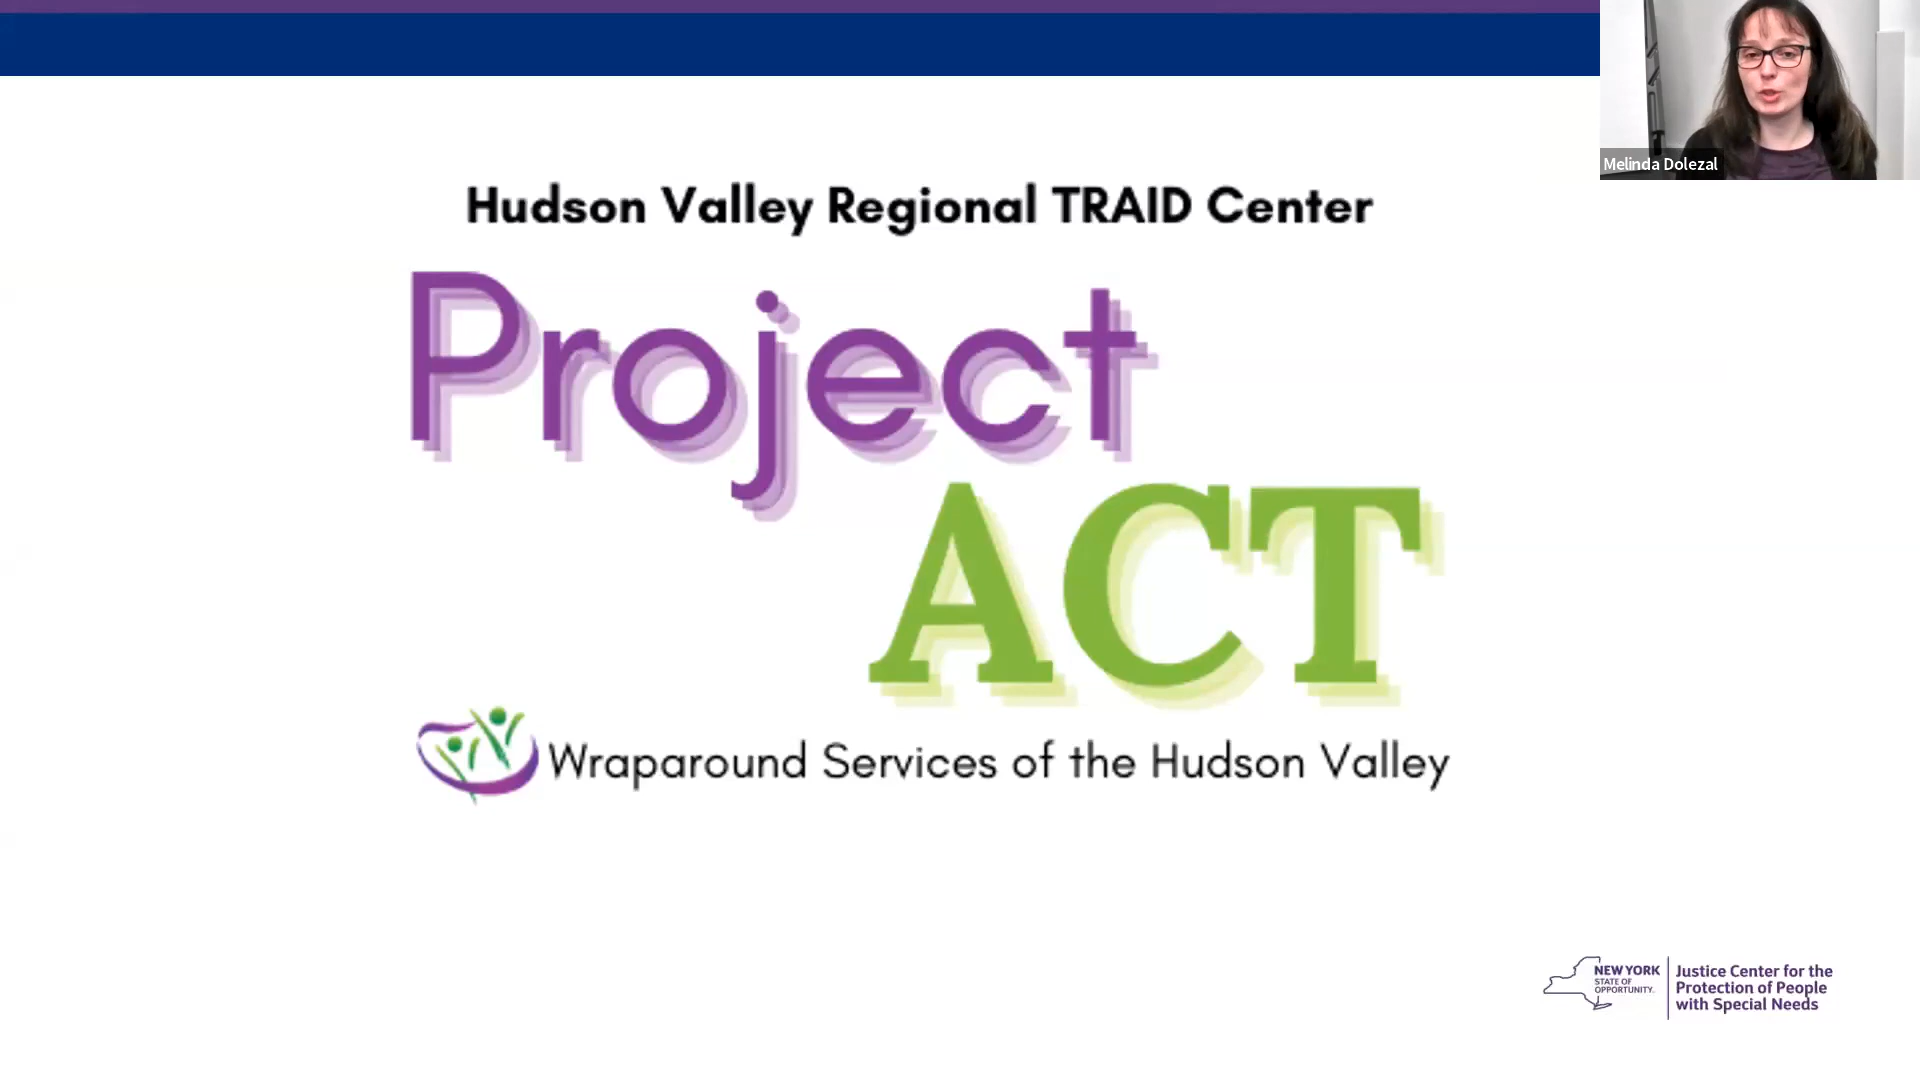 Melinda Dolezal
Hudson Valley Regional TRAID Center
Project
ACT
Wraparound Services of the Hudson Valley
NEW YORK
STATE OF
OPPORTUNITY.
Justice Center for the
Protection of People
with Special Needs